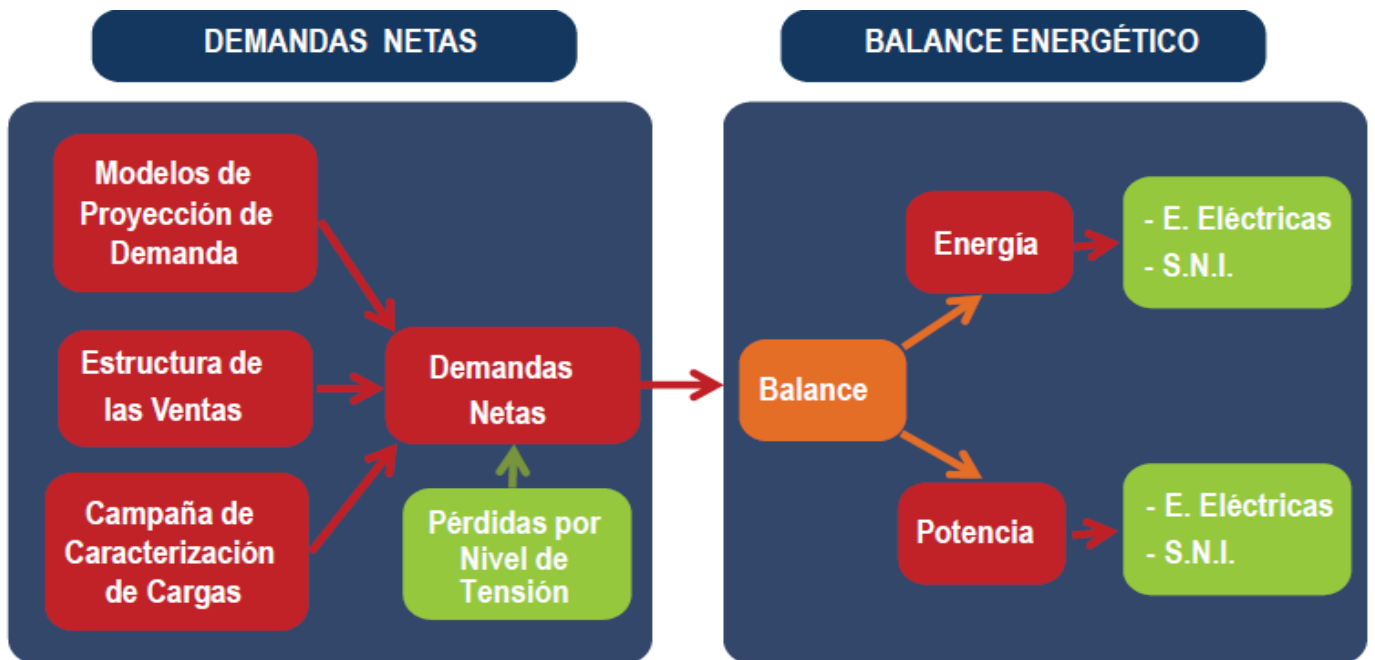 DEMANDAS NETAS
Modelos de
Proyección de
Demanda
Estructura de
las Ventas
Campaña de
Caracterización
de Cargas
Demandas
Netas
Pérdidas por
Nivel de
Tensión
BALANCE ENERGÉTICO
Balance
Energía
- E. Eléctricas
- S.N.I.
Potencia
- E. Eléctricas
- S.N.I.